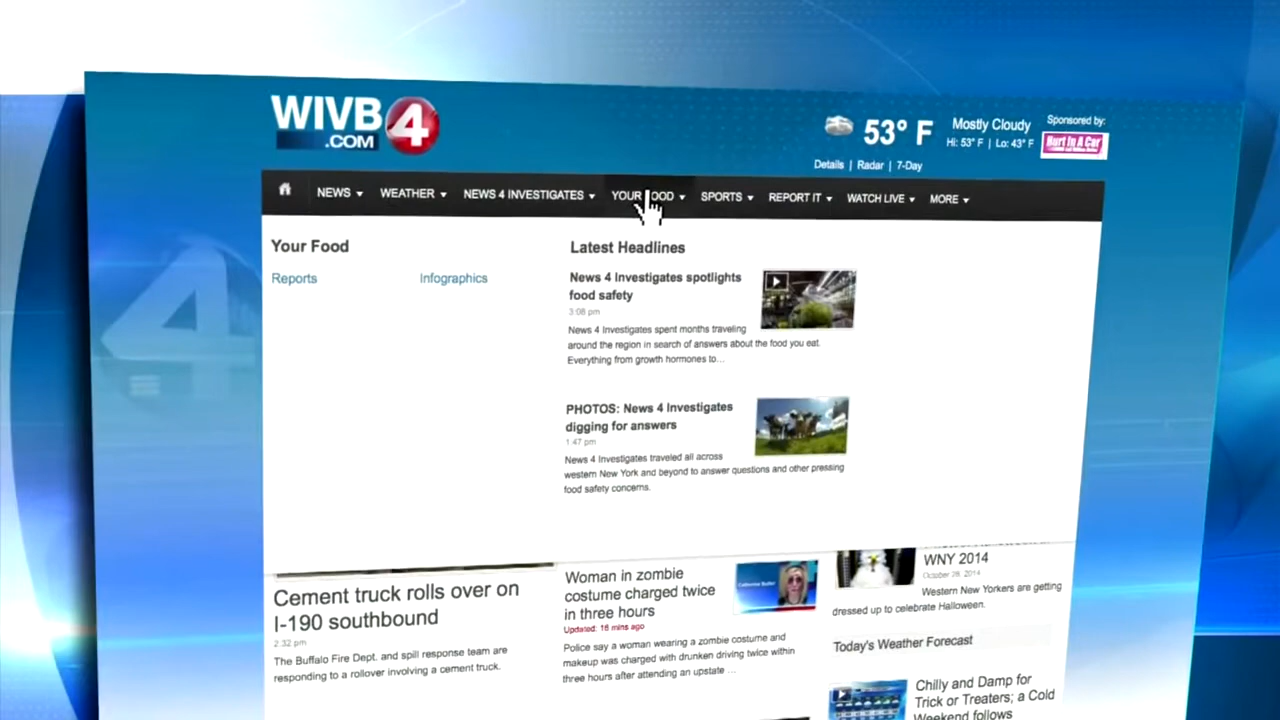 WIVB 4
.COM
53° F
Mostly Cloudy
Hi: 53° F | Lo: 43° F
Sponsored by:
Hurt In A Car
Details | Radar | 7-Day
NEWS
WEATHER
NEWS 4 INVESTIGATES
YOUR OOD
SPORTS
REPORT IT
WATCH LIVE
MORE
Your Food
Reports
Infographics
Latest Headlines
News 4 Investigates spotlights
food safety
3:08 pm
News 4 Investigates spent months traveling
around the region in search of answers about the food you eat.
Everything from growth hormones to…
PHOTOS: News 4 Investigates
digging for answers
1:47 pm
News 4 Investigates traveled all across
western New York and beyond to answer questions and other pressing
food safety concerns.
Cement truck rolls over on
I-190 southbound
2:32 pm
The Buffalo Fire Dept. and spill response team are
responding to a rollover involving a cement truck.
Woman in zombie
costume charged twice
in three hours
Updated: 16 mins ago
Police say a woman wearing a zombie costume and
makeup was charged with drunken driving twice within
three hours after attending an upstate …
WNY 2014
October 28, 2014
Western New Yorkers are getting
dressed up to celebrate Halloween.
Today's Weather Forecast
Chilly and Damp for
Trick or Treaters; a Cold
Weekend follows